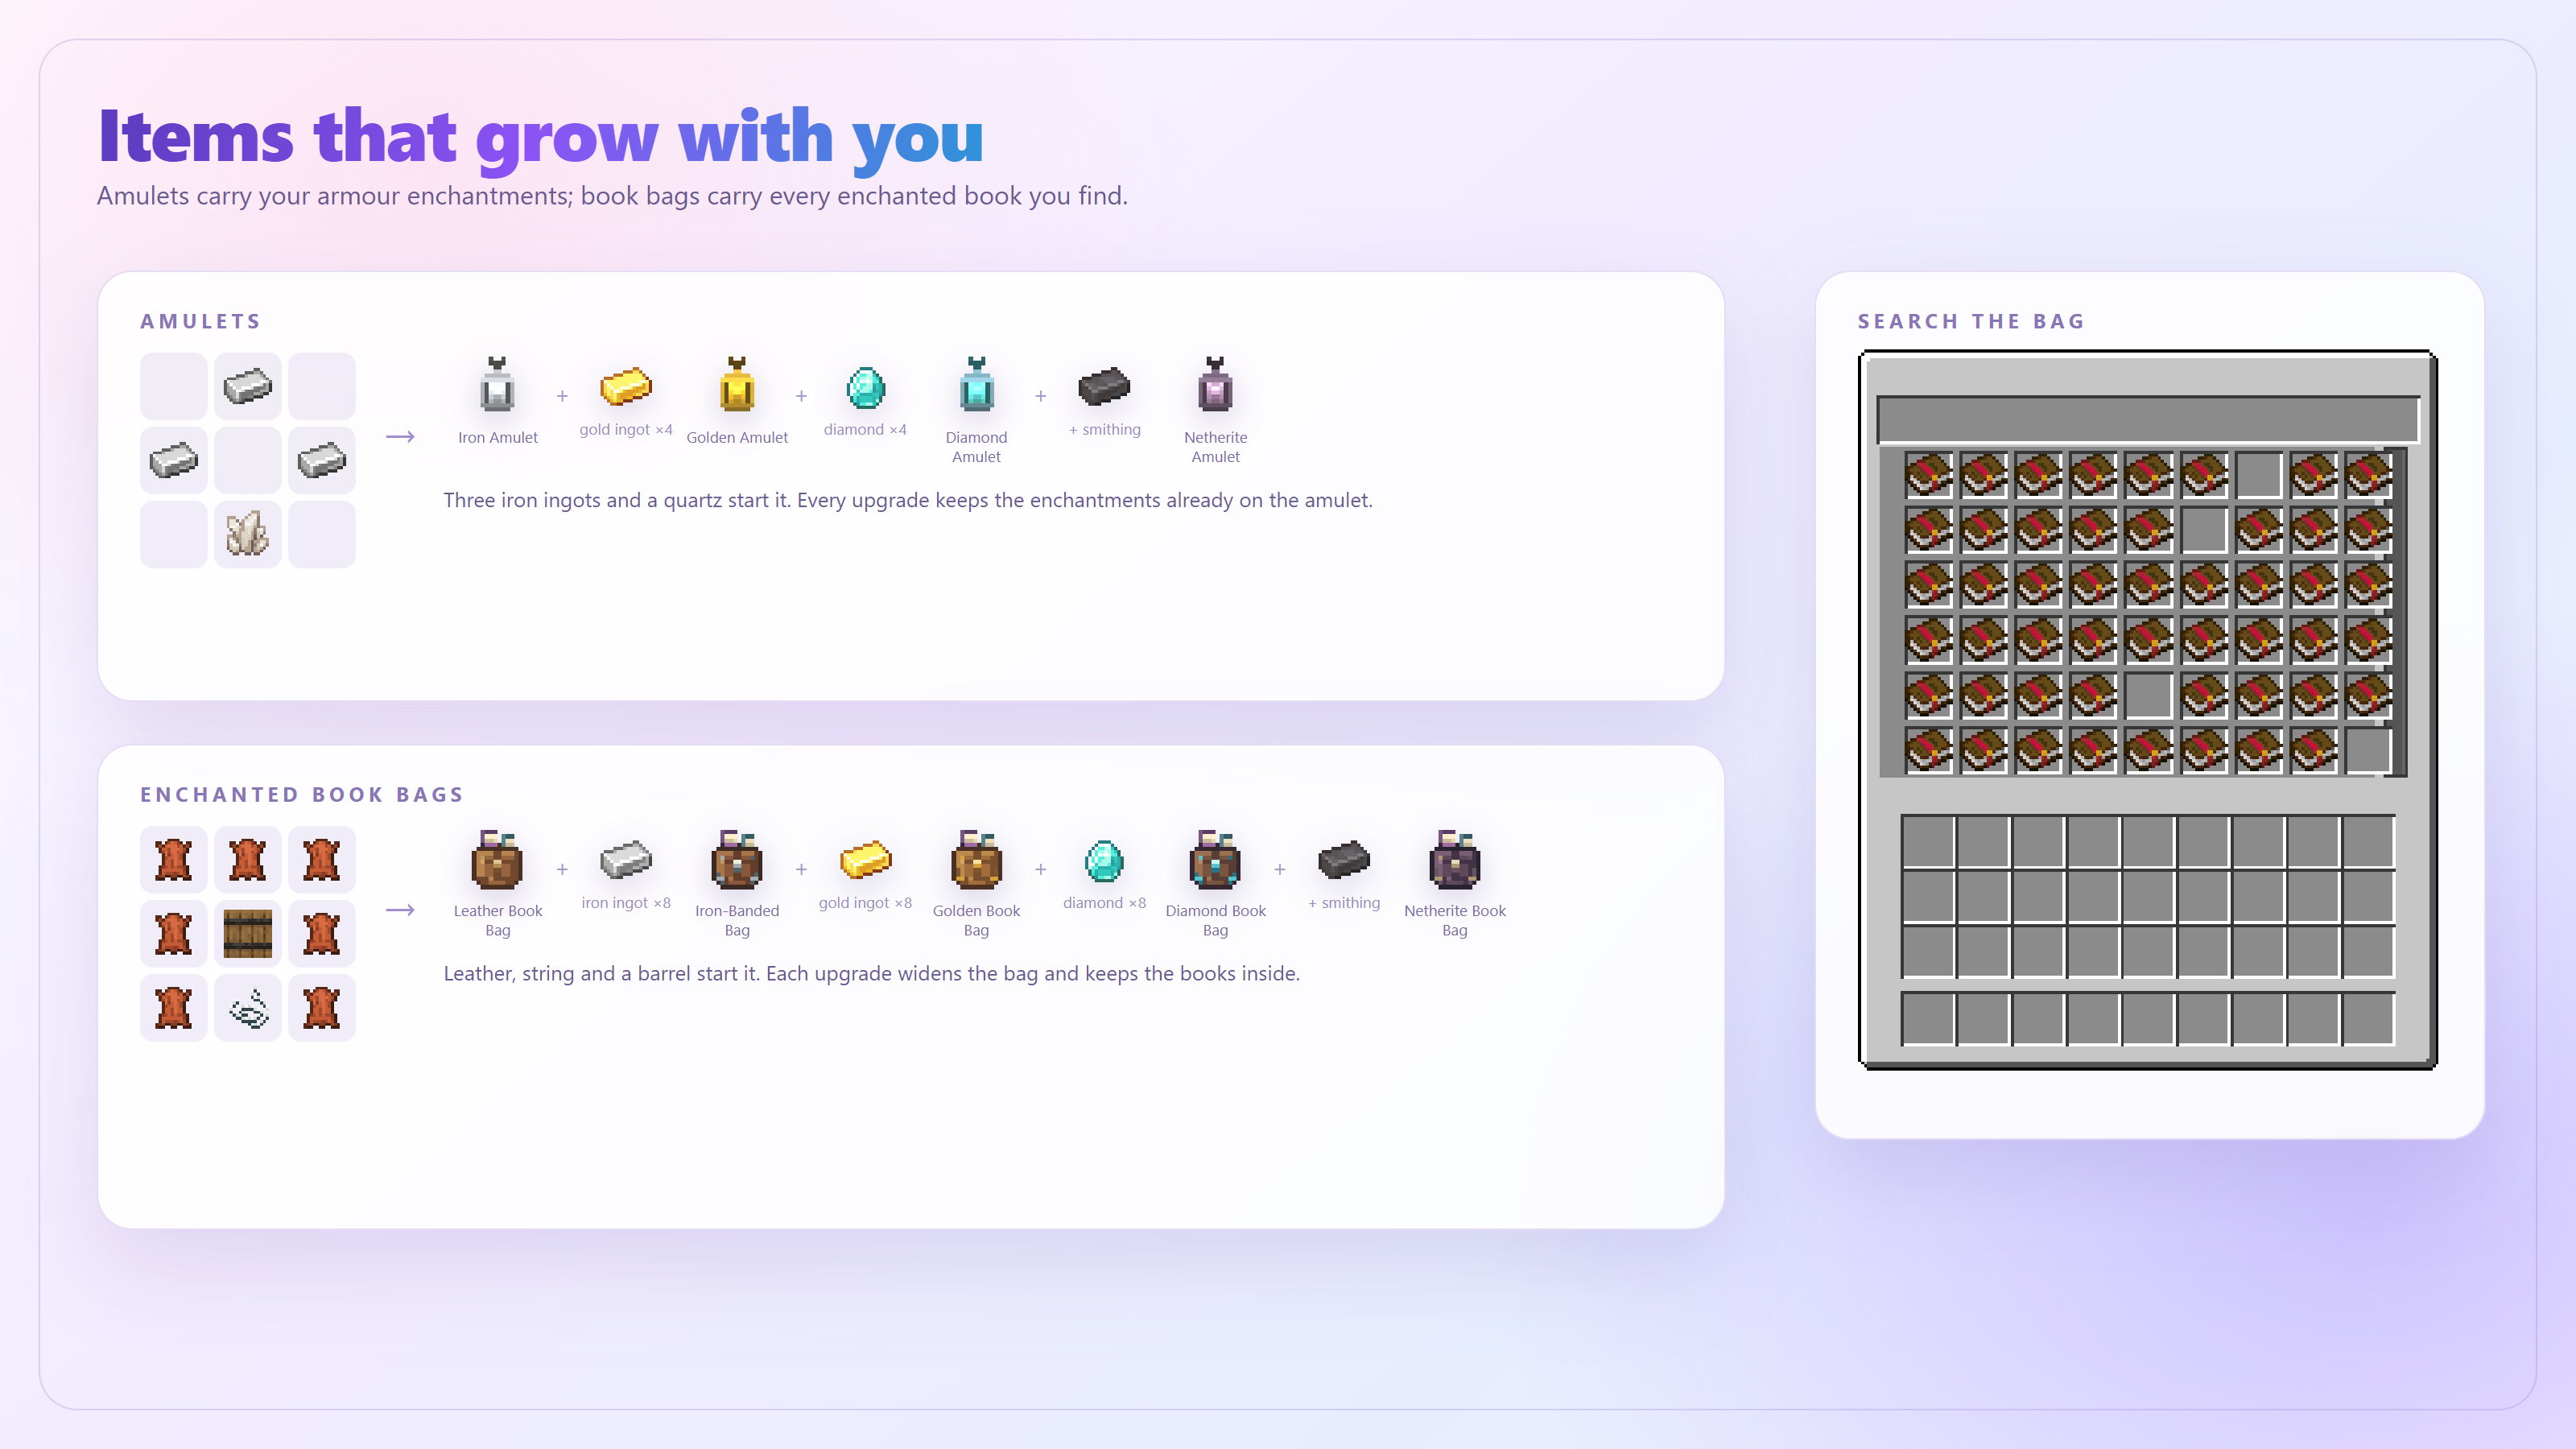 Items that grow with you
Amulets carry your armour enchantments; book bags carry every enchanted book you find.
AMULETS
→
+
+
+
gold ingot ×4
diamond ×4
+ smithing
Iron Amulet
Golden Amulet
Diamond
Amulet
Netherite
Amulet
Three iron ingots and a quartz start it. Every upgrade keeps the enchantments already on the amulet.
ENCHANTED BOOK BAGS
→
+
+
+
+
iron ingot ×8
gold ingot ×8
diamond ×8
+ smithing
Leather Book
Bag
Iron-Banded
Bag
Golden Book
Bag
Diamond Book
Bag
Netherite Book
Bag
Leather, string and a barrel start it. Each upgrade widens the bag and keeps the books inside.
SEARCH THE BAG